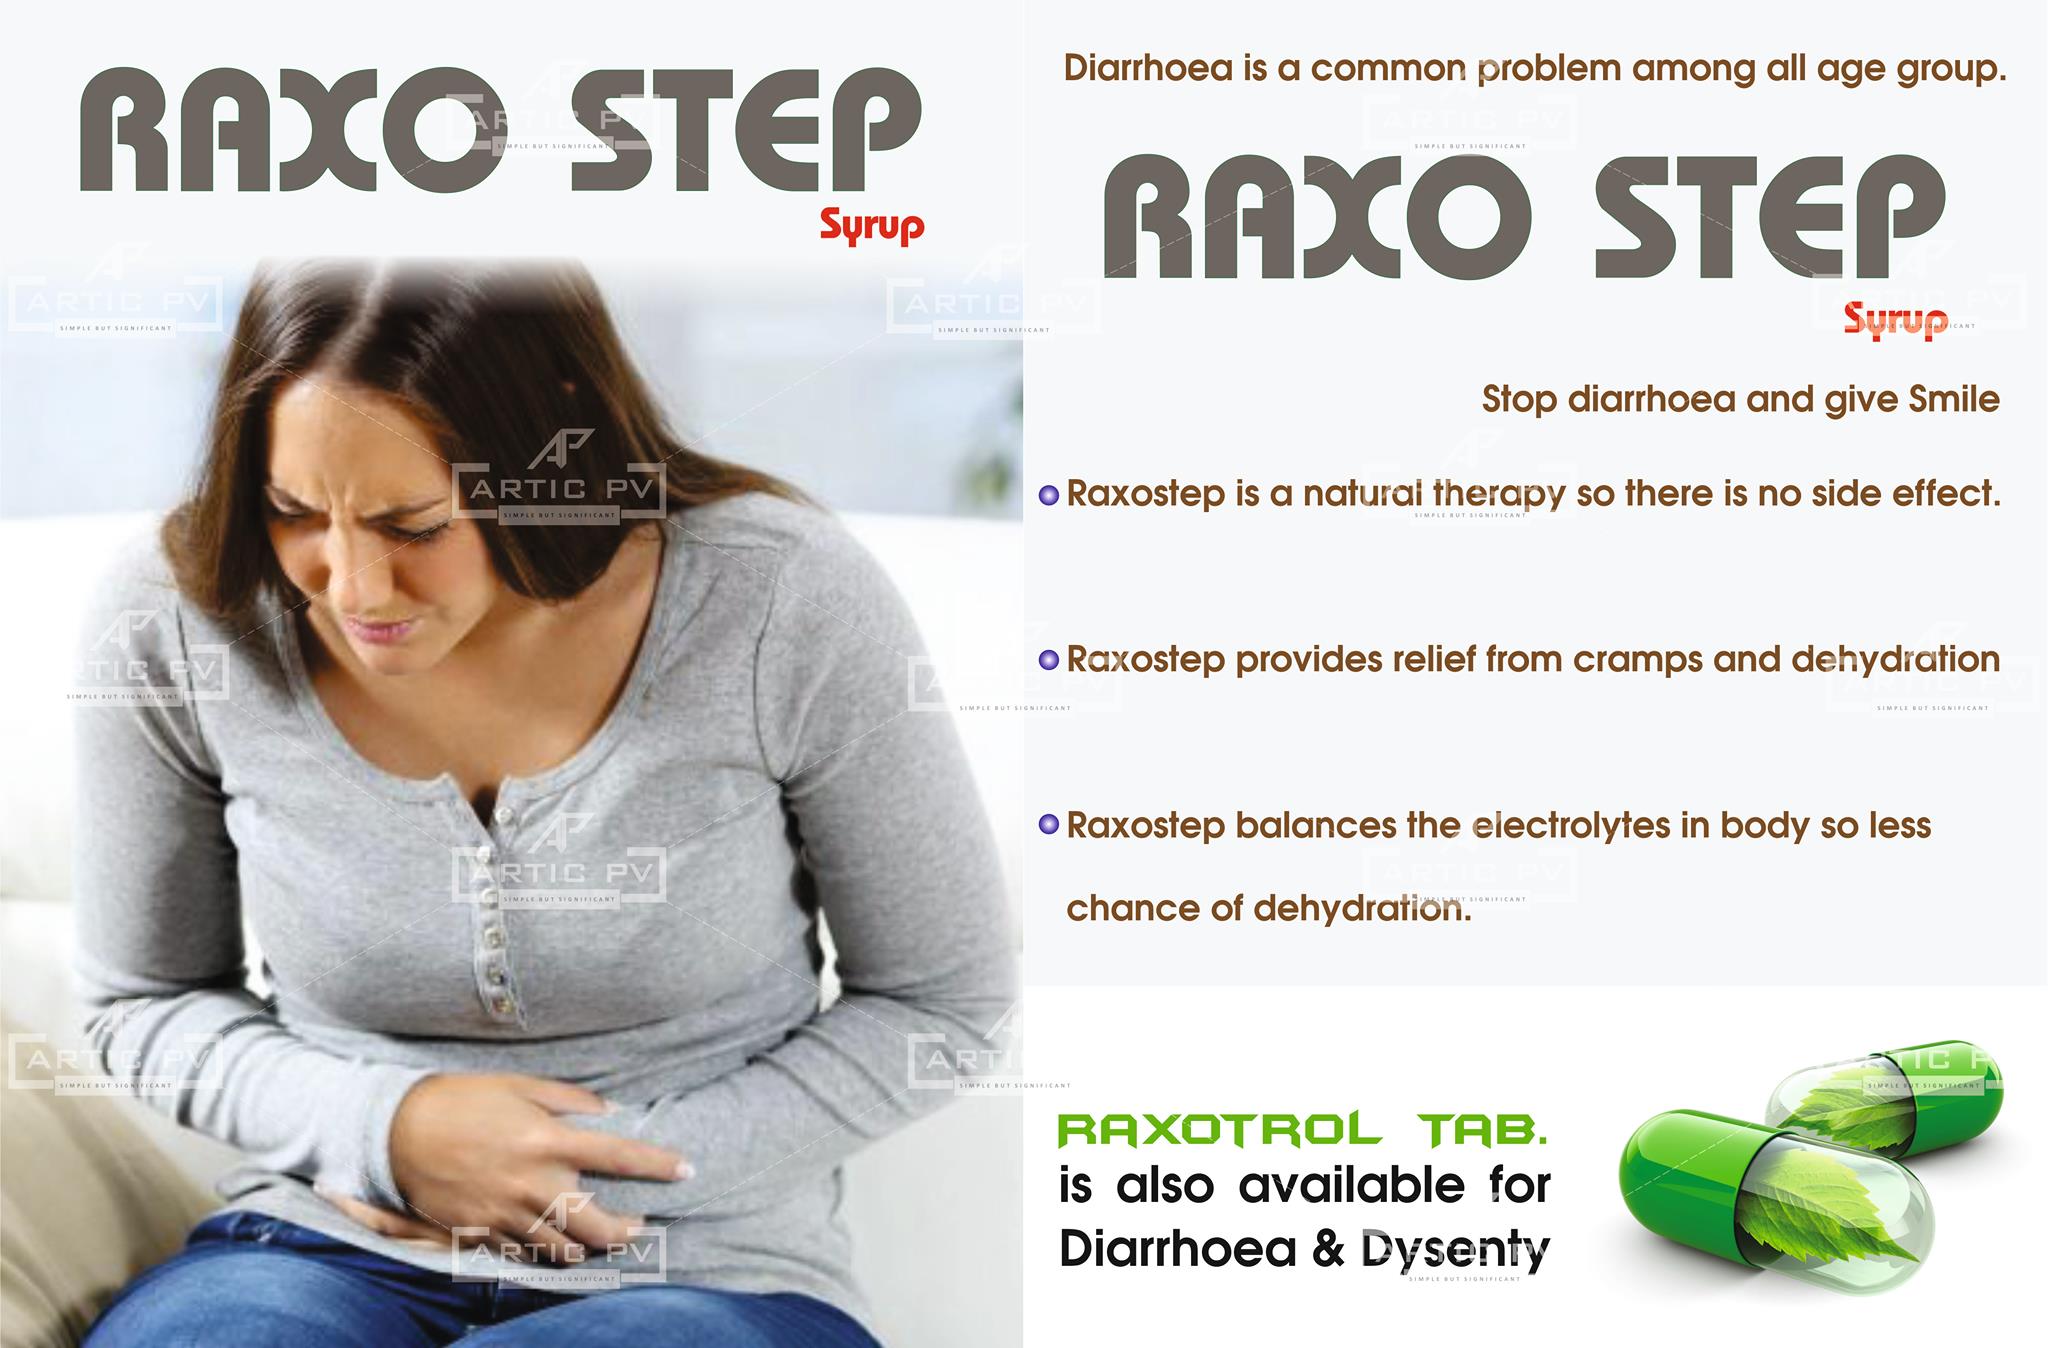 RAXO STEP
Syrup
Diarrhoea is a common problem among all age group.
RAXO STEP
Syrup
Stop diarrhoea and give Smile
Raxostep is a natural therapy so there is no side effect.
Raxostep provides relief from cramps and dehydration
Raxostep balances the electrolytes in body so less
chance of dehydration.
RAXOTROL TAB.
is also available for
Diarrhoea & Dysenty
AP
ARTIC PV
SIMPLE BUT SIGNIFICANT